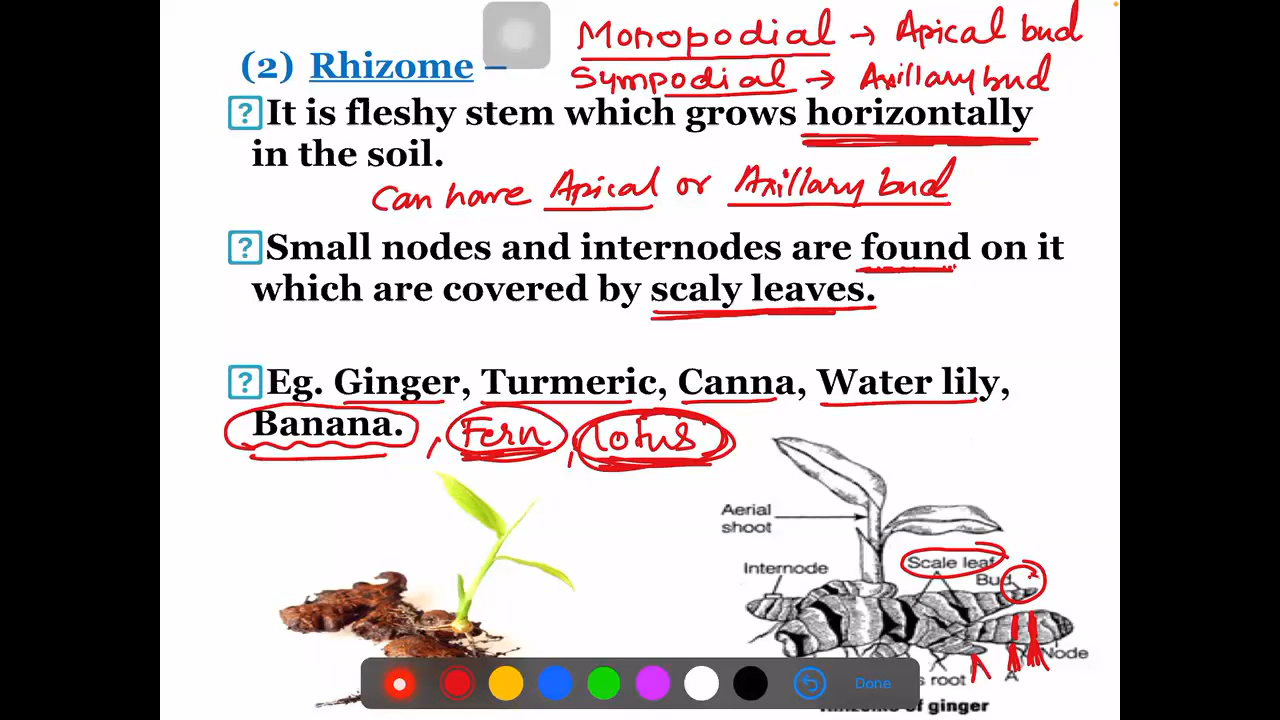 Monopodial → Apical bud
(2) Rhizome –
Sympodial → Axillary bud
It is fleshy stem which grows horizontally
in the soil.
Can have Apical or Axillary bud
Small nodes and internodes are found on it
which are covered by scaly leaves.
Eg. Ginger, Turmeric, Canna, Water lily,
Banana. , Fern , lotus
Aerial
shoot
Internode
Scale leaf
Bud
Node
root
of ginger
Done